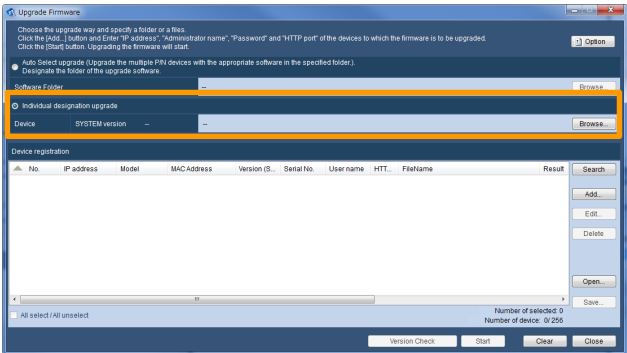 Upgrade Firmware
Choose the upgrade way and specify a folder or a files.
Click the [Add...] button and Enter "IP address", "Administrator name", "Password" and "HTTP port" of the devices to which the firmware is to be upgraded.
Click the [Start] button. Upgrading the firmware will start.
Option
Auto Select upgrade (Upgrade the multiple P/N devices with the appropriate software in the specified folder.).
Designate the folder of the upgrade software.
Software Folder -- Browse...
Individual designation upgrade
Device SYSTEM version -- -- Browse...
Device registration
No. IP address Model MAC Address Version (S... Serial No. User name HTT... FileName Result
Search
Add...
Edit...
Delete
Open...
Save...
All select / All unselect
Number of selected: 0
Number of device: 0/ 256
Version Check Start Clear Close